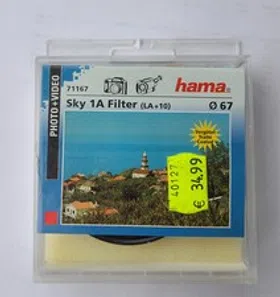 71167
hama®
Sky 1A Filter (LA+10)
Ø 67
PHOTO+VIDEO
40127
€ 34,99